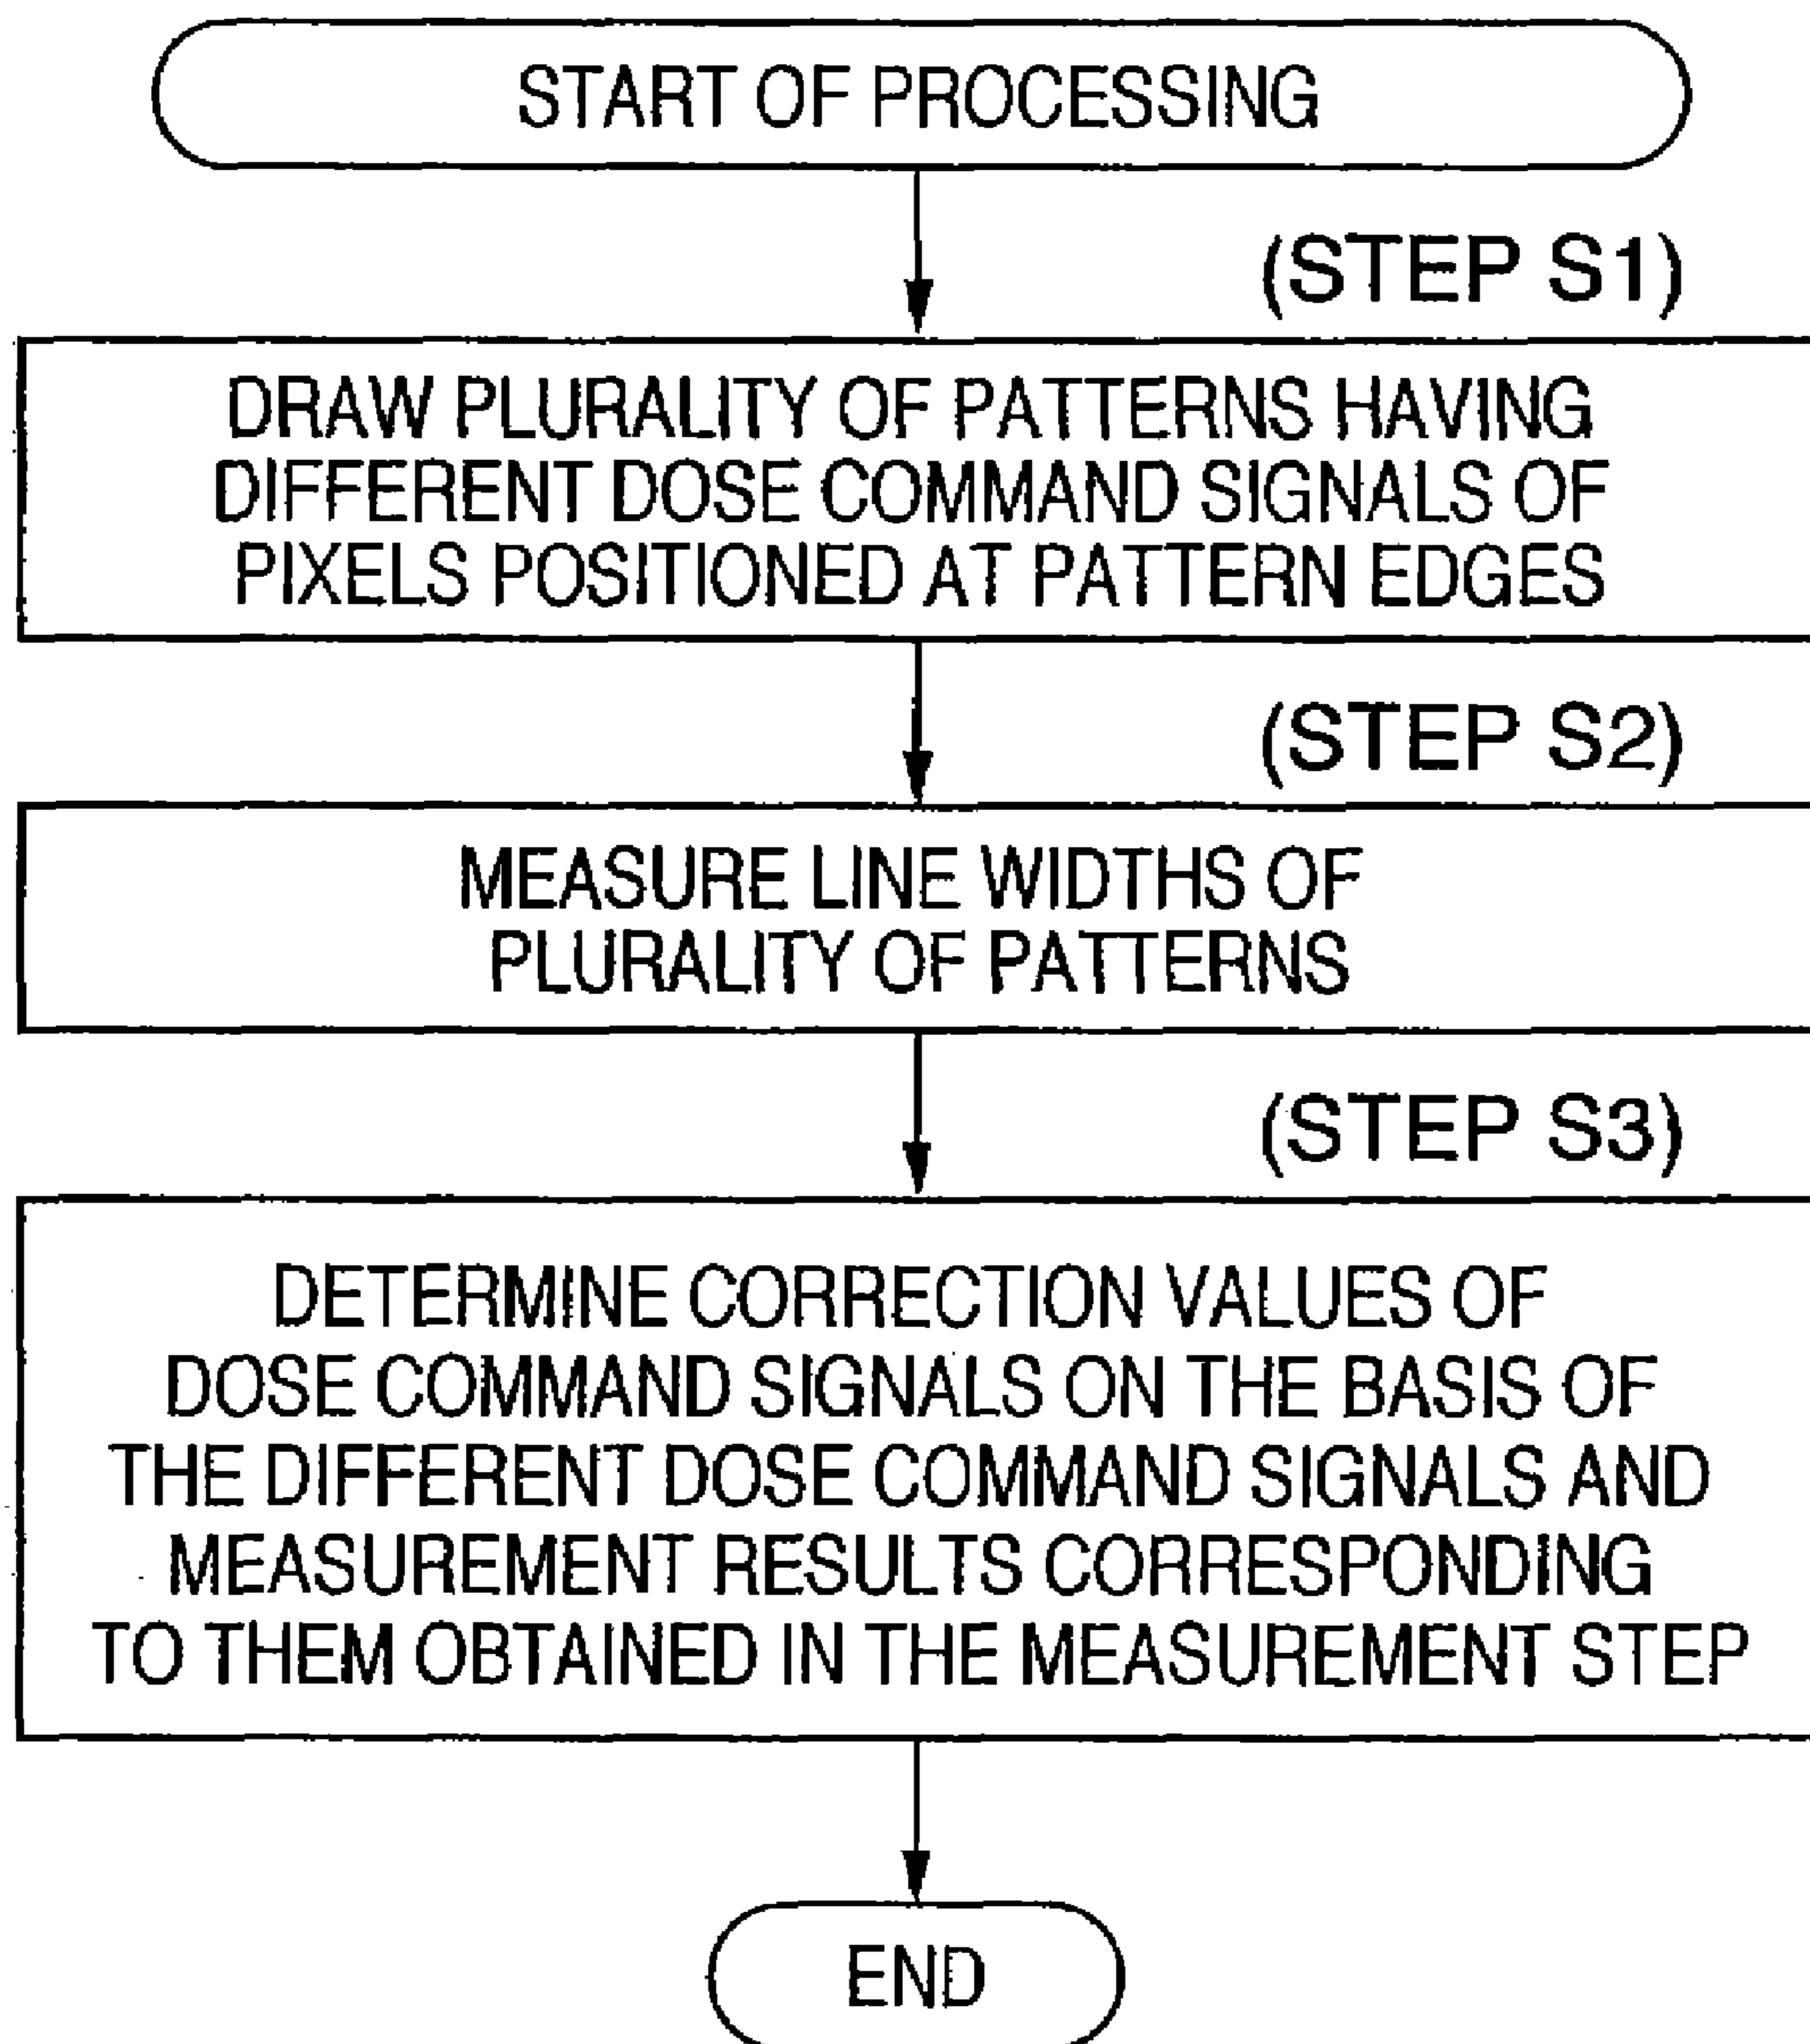 START OF PROCESSING
(STEP S1)
DRAW PLURALITY OF PATTERNS HAVING
DIFFERENT DOSE COMMAND SIGNALS OF
PIXELS POSITIONED AT PATTERN EDGES
(STEP S2)
MEASURE LINE WIDTHS OF
PLURALITY OF PATTERNS
(STEP S3)
DETERMINE CORRECTION VALUES OF
DOSE COMMAND SIGNALS ON THE BASIS OF
THE DIFFERENT DOSE COMMAND SIGNALS AND
MEASUREMENT RESULTS CORRESPONDING
TO THEM OBTAINED IN THE MEASUREMENT STEP
END